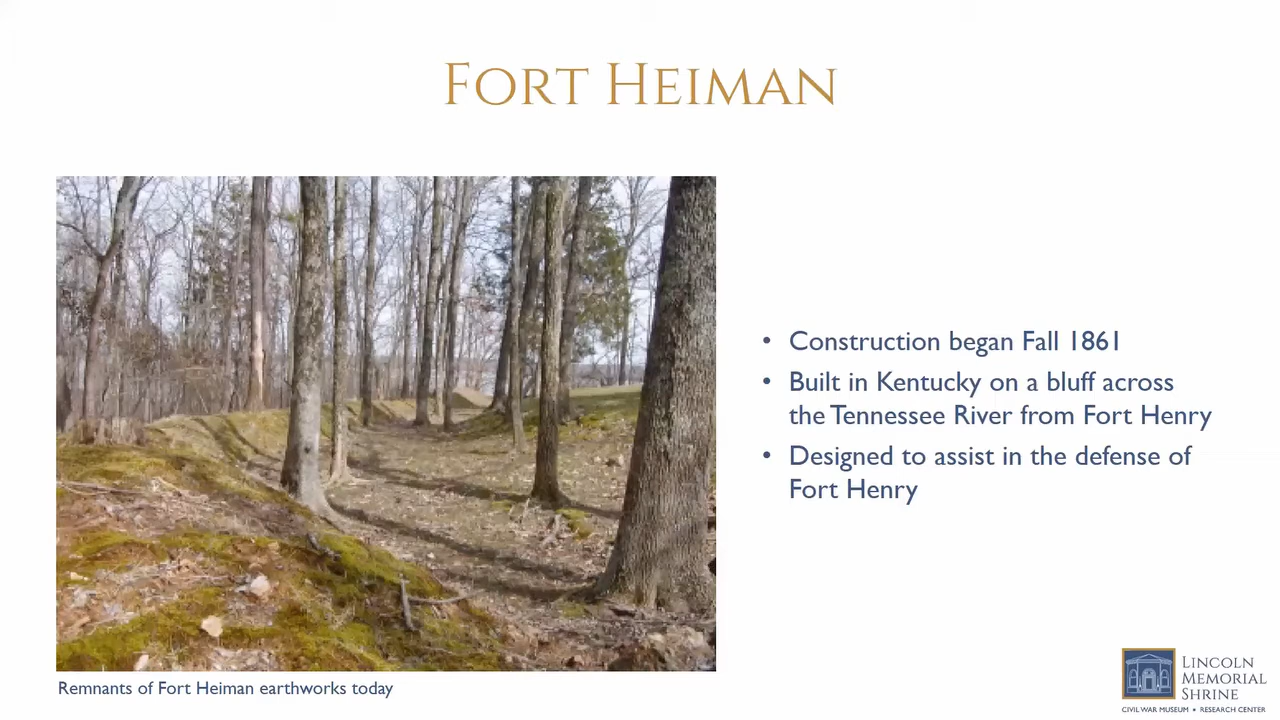 FORT HEIMAN
• Construction began Fall 1861
• Built in Kentucky on a bluff across
the Tennessee River from Fort Henry
• Designed to assist in the defense of
Fort Henry
Remnants of Fort Heiman earthworks today
LINCOLN
MEMORIAL
SHRINE
CIVIL WAR MUSEUM • RESEARCH CENTER